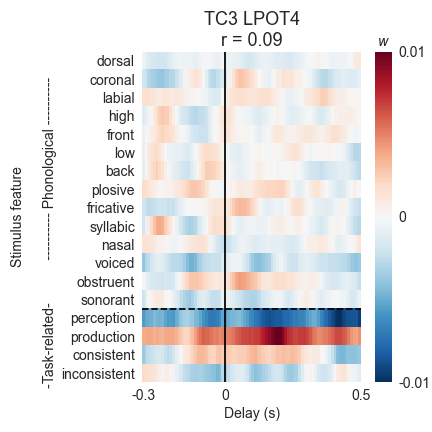 TC3 LPOT4
r = 0.09
w
dorsal
coronal
labial
high
front
low
back
plosive
fricative
syllabic
nasal
voiced
obstruent
sonorant
perception
production
consistent
inconsistent
Stimulus feature
-Task-related- ----------- Phonological -----------
0.01
0
-0.01
-0.3
0
0.5
Delay (s)